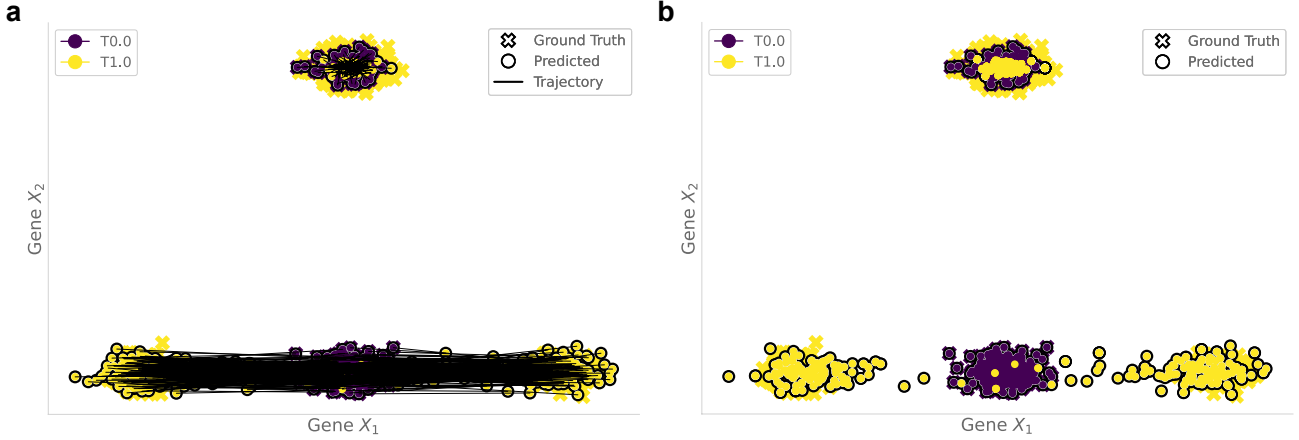 a
T0.0
T1.0
Ground Truth
Predicted
Trajectory
Gene X2
Gene X1
b
T0.0
T1.0
Ground Truth
Predicted
Gene X2
Gene X1